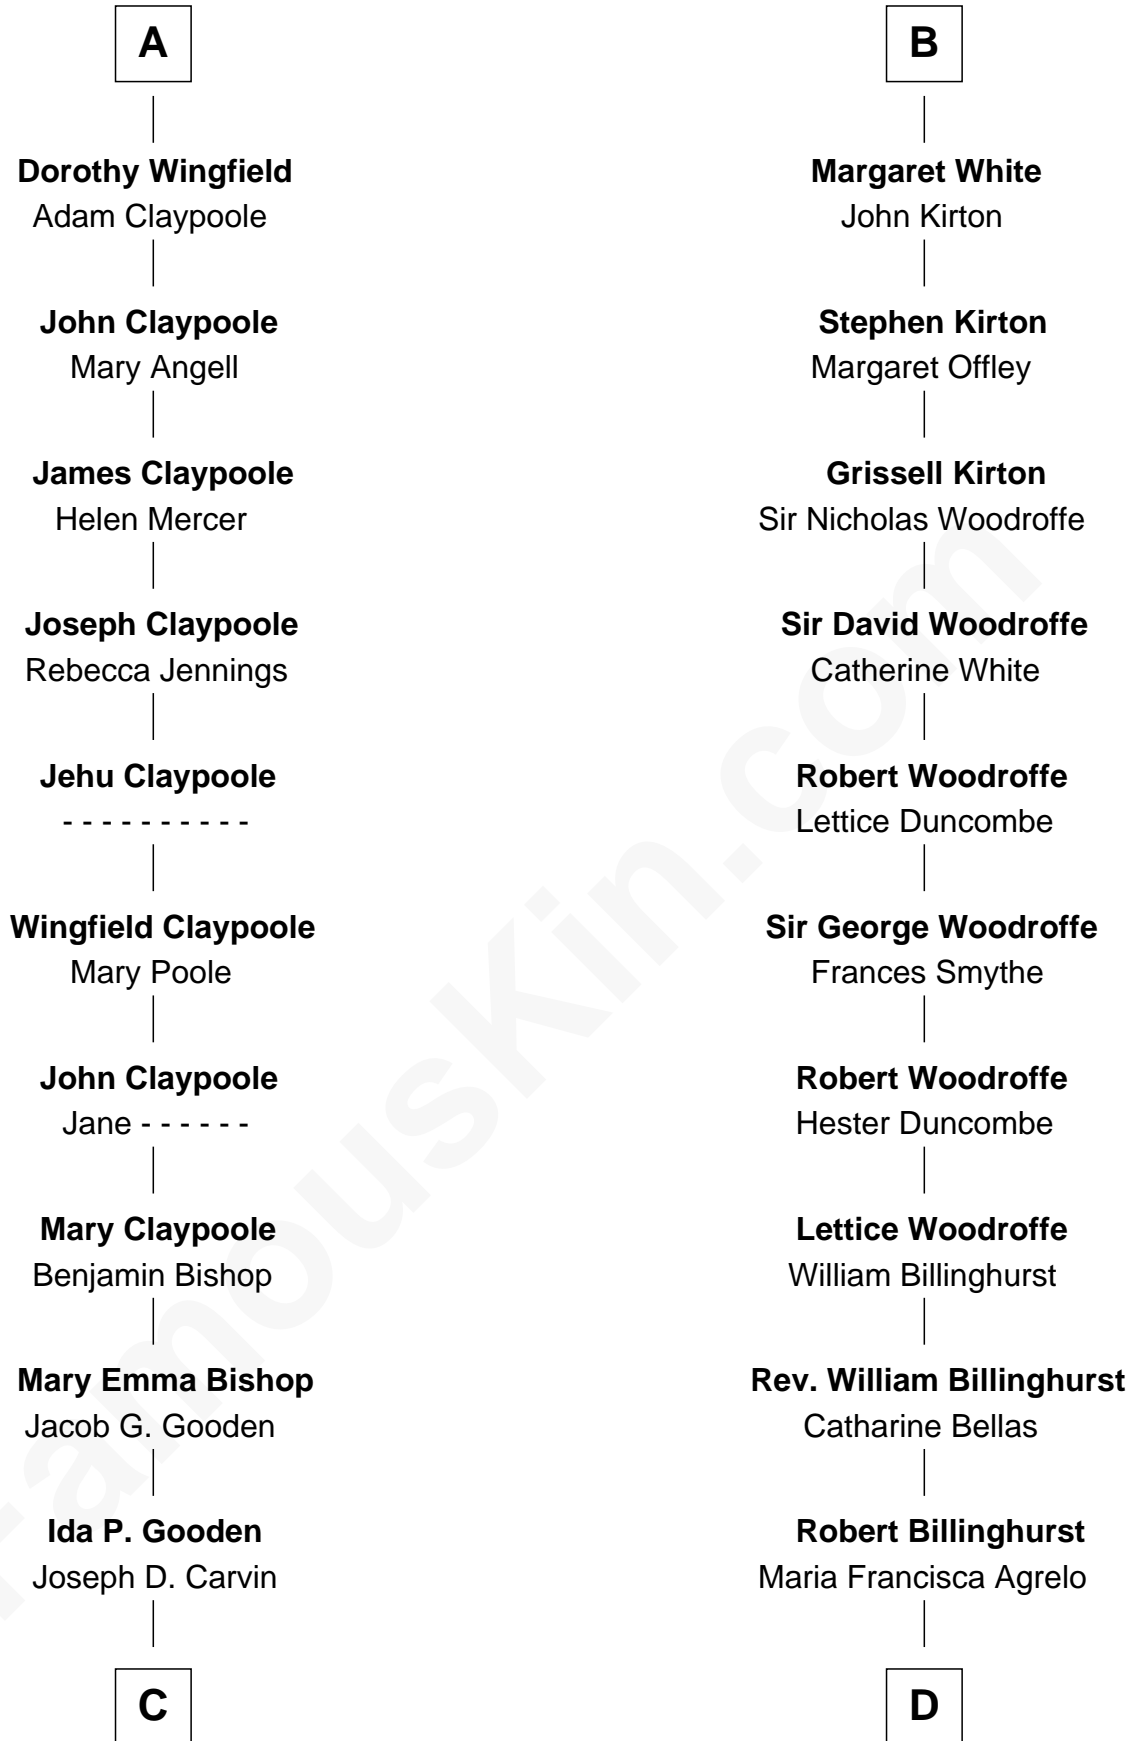 A
Dorothy Wingfield
Adam Claypoole
John Claypoole
Mary Angell
James Claypoole
Helen Mercer
Joseph Claypoole
Rebecca Jennings
Jehu Claypoole
- - - - - - - - - -
Wingfield Claypoole
Mary Poole
John Claypoole
Jane - - - - - -
Mary Claypoole
Benjamin Bishop
Mary Emma Bishop
Jacob G. Gooden
Ida P. Gooden
Joseph D. Carvin
C
B
Margaret White
John Kirton
Stephen Kirton
Margaret Offley
Grissell Kirton
Sir Nicholas Woodroffe
Sir David Woodroffe
Catherine White
Robert Woodroffe
Lettice Duncombe
Sir George Woodroffe
Frances Smythe
Robert Woodroffe
Hester Duncombe
Lettice Woodroffe
William Billinghurst
Rev. William Billinghurst
Catharine Bellas
Robert Billinghurst
Maria Francisca Agrelo
D
FamousKin.com